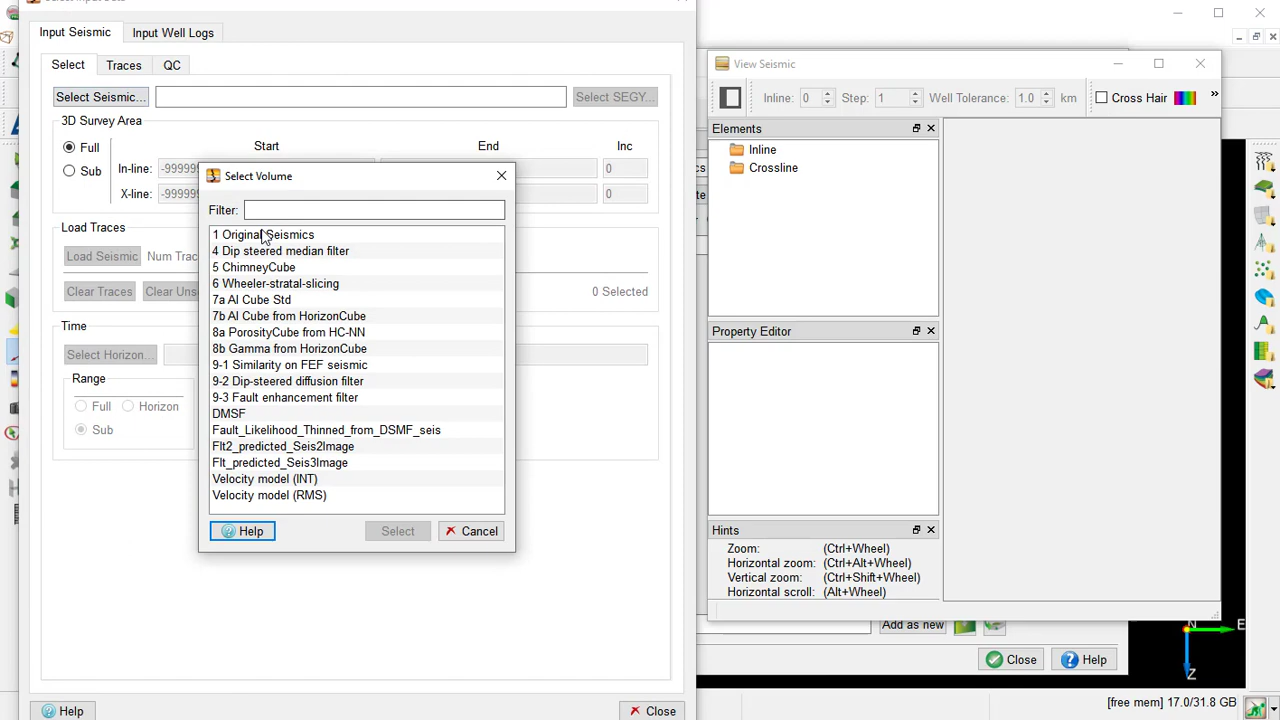 Input Seismic
Input Well Logs
Select
Traces
QC
Select Seismic...
Select SEGY...
3D Survey Area
Full
Start
End
Inc
Sub
In-line:
-99999
0
X-line:
-99999
0
Load Traces
Load Seismic
Num Trac
Clear Traces
Clear Uns
0 Selected
Time
Select Horizon...
Range
Full
Horizon
Sub
Help
Close
Select Volume
Filter:
1 Original Seismics
4 Dip steered median filter
5 ChimneyCube
6 Wheeler-stratal-slicing
7a AI Cube Std
7b AI Cube from HorizonCube
8a PorosityCube from HC-NN
8b Gamma from HorizonCube
9-1 Similarity on FEF seismic
9-2 Dip-steered diffusion filter
9-3 Fault enhancement filter
DMSF
Fault_Likelihood_Thinned_from_DSMF_seis
Flt2_predicted_Seis2Image
Flt_predicted_Seis3Image
Velocity model (INT)
Velocity model (RMS)
Help
Select
Cancel
View Seismic
Inline: 0
Step: 1
Well Tolerance: 1.0 km
Cross Hair
»
Elements
Inline
Crossline
Property Editor
Hints
Zoom: (Ctrl+Wheel)
Horizontal zoom: (Ctrl+Alt+Wheel)
Vertical zoom: (Ctrl+Shift+Wheel)
Horizontal scroll: (Alt+Wheel)
Add as new
Close
Help
N
E
Z
[free mem] 17.0/31.8 GB